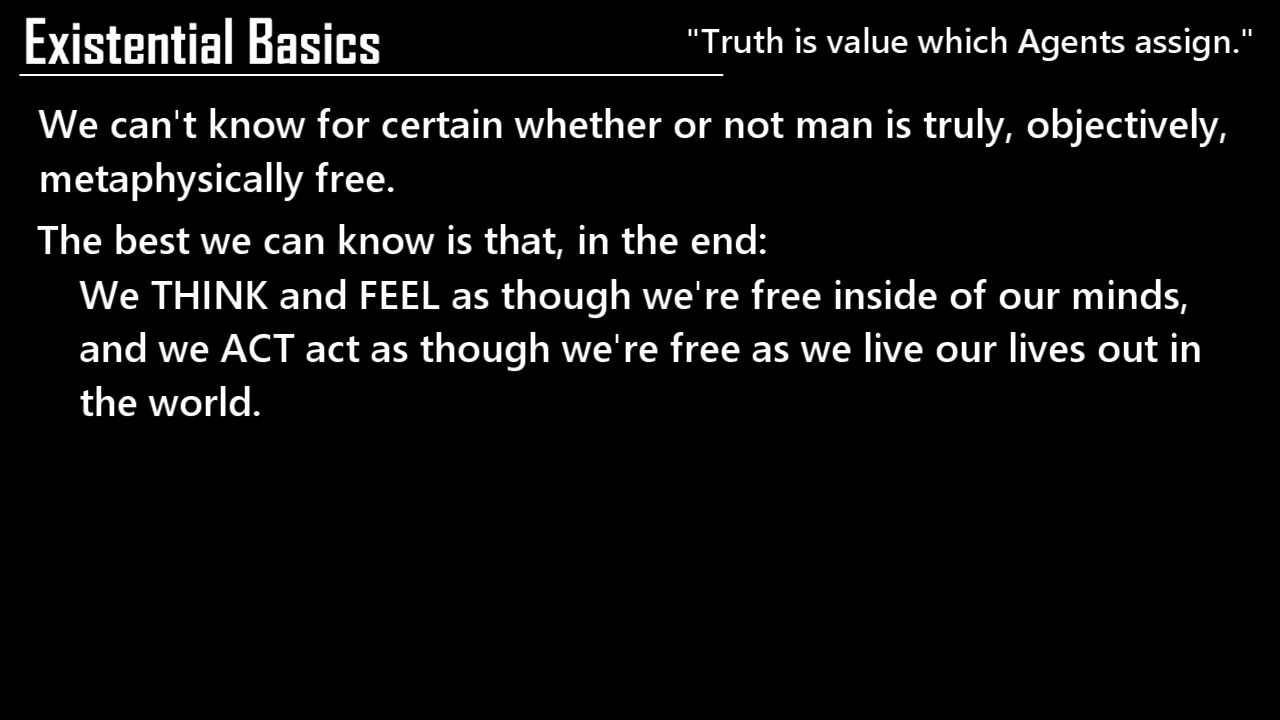 Existential Basics
"Truth is value which Agents assign."
We can't know for certain whether or not man is truly, objectively,
metaphysically free.
The best we can know is that, in the end:
We THINK and FEEL as though we're free inside of our minds,
and we ACT act as though we're free as we live our lives out in
the world.